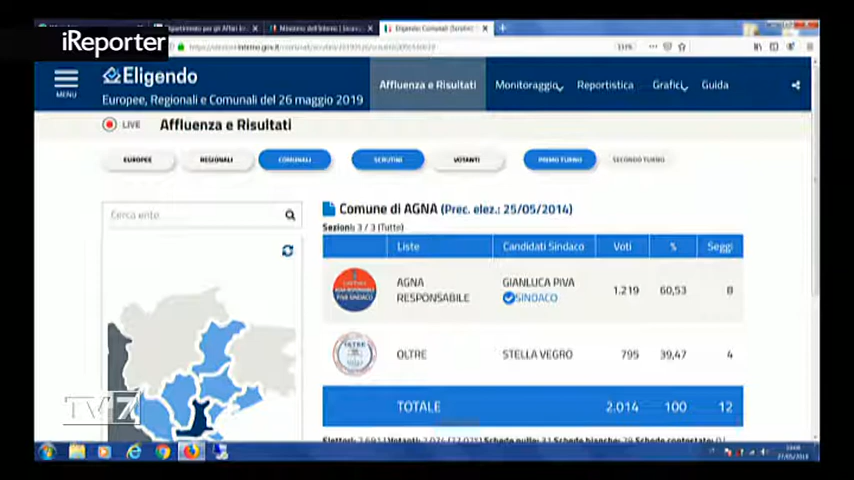 iReporter
Eligendo
MENU
Europee, Regionali e Comunali del 26 maggio 2019
Affluenza e Risultati
Monitoraggio
Reportistica
Grafici
Guida
LIVE
Affluenza e Risultati
EUROPEE
REGIONALI
COMUNALI
SCRUTINI
VOTANTI
PRIMO TURNO
SECONDO TURNO
Cerca ente
Comune di AGNA (Prec. elez.: 25/05/2014)
Sezioni: 3 / 3 (Tutte)
Liste Candidati Sindaco Voti % Seggi
AGNA RESPONSABILE GIANLUCA PIVA SINDACO 1.219 60,53 8
OLTRE STELLA VEGRO 795 39,47 4
TOTALE 2.014 100 12
TV7